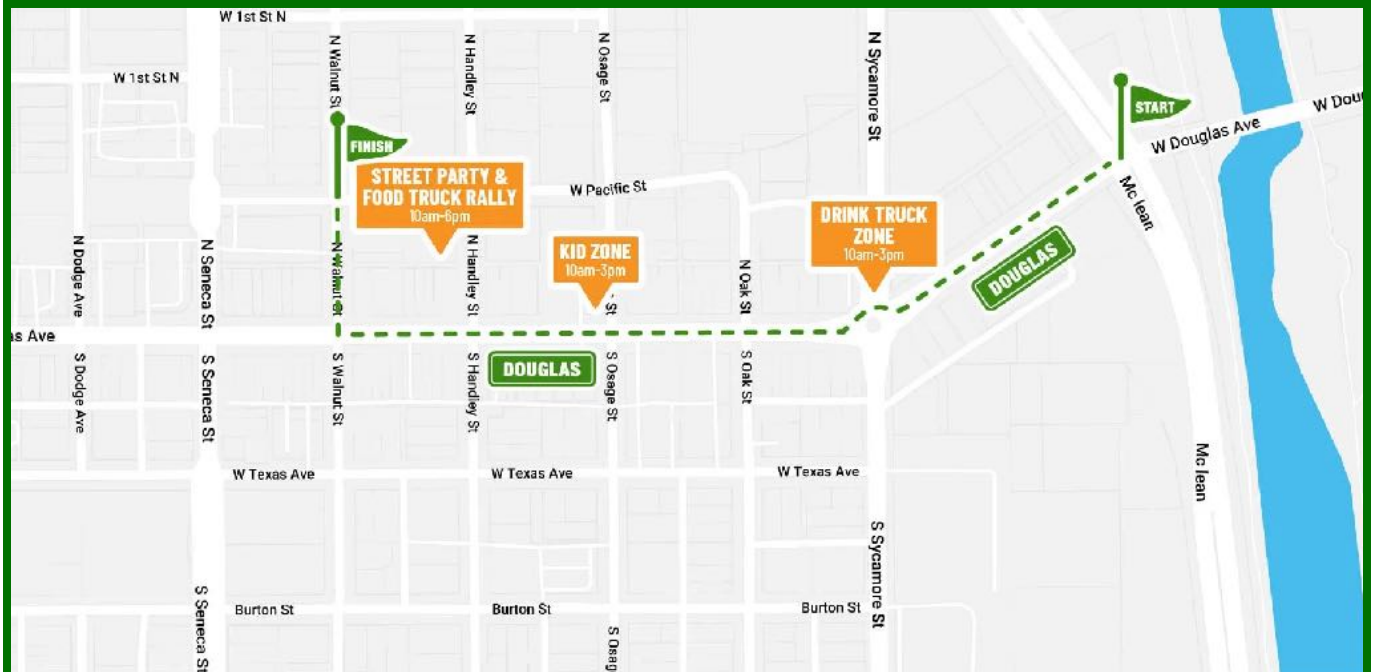 W 1st St N
W 1st St N
N Walnut St
N Handley St
N Osage St
N Sycamore St
START
W Douglas Ave
W Dou
FINISH
STREET PARTY &
FOOD TRUCK RALLY
10am-6pm
W Pacific St
Mc lean
DRINK TRUCK
ZONE
10am-3pm
KID ZONE
10am-3pm
N Dodge Ave
N Seneca St
N Walnut St
N Handley St
St
N Oak St
DOUGLAS
as Ave
S Dodge Ave
S Seneca St
S Walnut St
S Handley St
DOUGLAS
S Osage St
S Oak St
Mc lean
W Texas Ave
W Texas Ave
W Texas Ave
S Sycamore St
S Seneca St
Burton St
Burton St
Burton St
S Osag